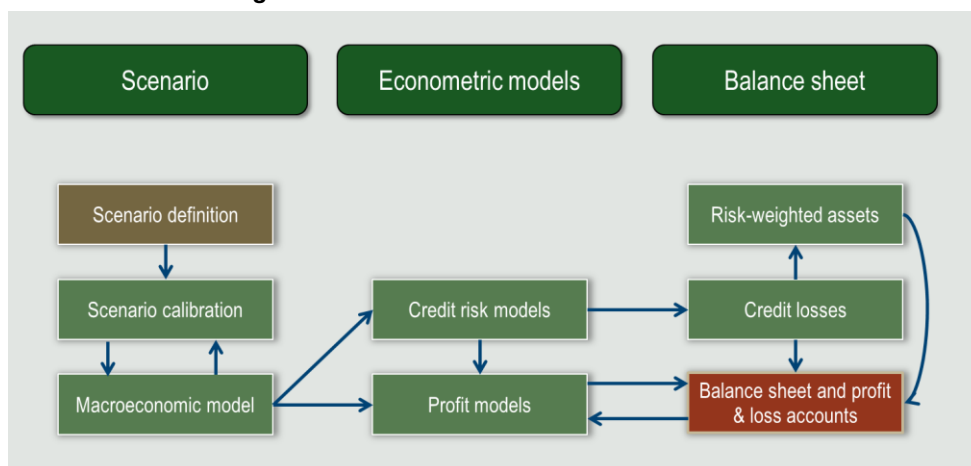 Scenario
Econometric models
Balance sheet
Scenario definition
Risk-weighted assets
Scenario calibration
Credit risk models
Credit losses
Macroeconomic model
Profit models
Balance sheet and profit
& loss accounts